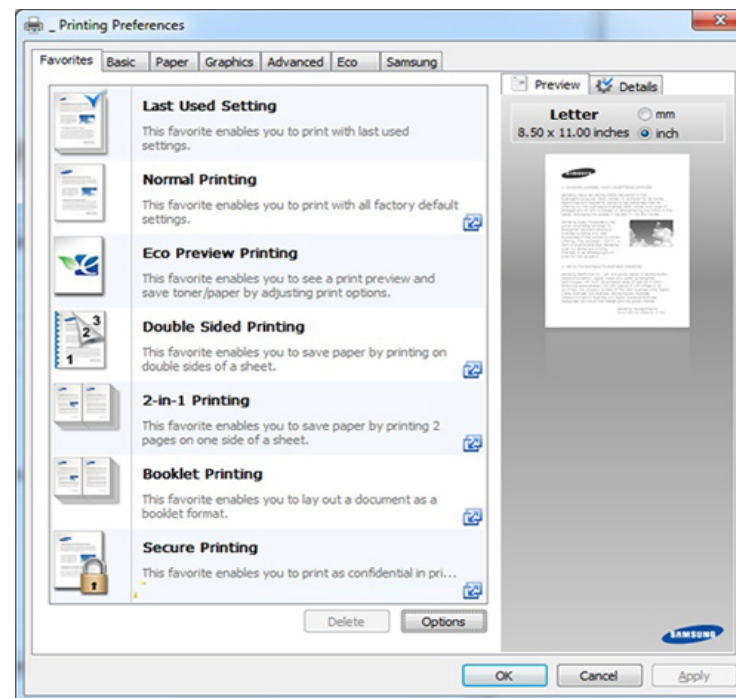 _ Printing Preferences
Favorites Basic Paper Graphics Advanced Eco Samsung
Last Used Setting
This favorite enables you to print with last used
settings.
Normal Printing
This favorite enables you to print with all factory default
settings.
Eco Preview Printing
This favorite enables you to see a print preview and
save toner/paper by adjusting print options.
3
2
1
Double Sided Printing
This favorite enables you to save paper by printing on
double sides of a sheet.
2-in-1 Printing
This favorite enables you to save paper by printing 2
pages on one side of a sheet.
Booklet Printing
This favorite enables you to lay out a document as a
booklet format.
Secure Printing
This favorite enables you to print as confidential in pri...
Delete Options
Preview Details
Letter mm
8.50 x 11.00 inches inch
SAMSUNG
SAMSUNG
OK Cancel Apply